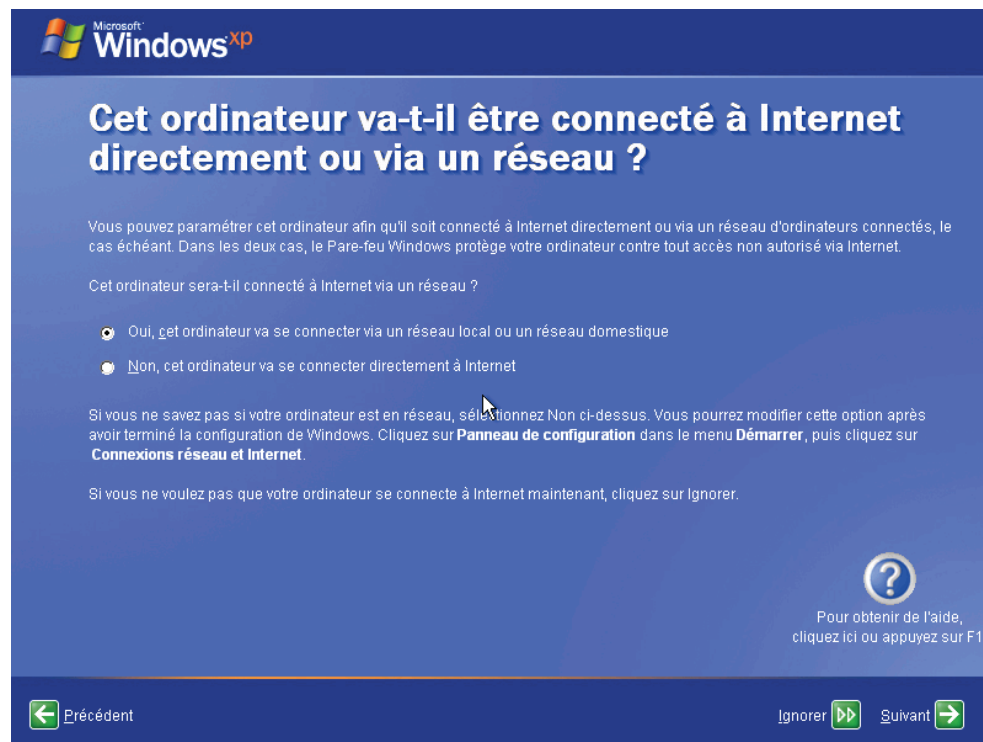 Microsoft
Windows xp
Cet ordinateur va-t-il être connecté à Internet
directement ou via un réseau ?
Vous pouvez paramétrer cet ordinateur afin qu'il soit connecté à Internet directement ou via un réseau d'ordinateurs connectés, le
cas échéant. Dans les deux cas, le Pare-feu Windows protège votre ordinateur contre tout accès non autorisé via Internet.
Cet ordinateur sera-t-il connecté à Internet via un réseau ?
Oui, cet ordinateur va se connecter via un réseau local ou un réseau domestique
Non, cet ordinateur va se connecter directement à Internet
Si vous ne savez pas si votre ordinateur est en réseau, sélectionnez Non ci-dessus. Vous pourrez modifier cette option après
avoir terminé la configuration de Windows. Cliquez sur Panneau de configuration dans le menu Démarrer, puis cliquez sur
Connexions réseau et Internet.
Si vous ne voulez pas que votre ordinateur se connecte à Internet maintenant, cliquez sur Ignorer.
Pour obtenir de l'aide,
cliquez ici ou appuyez sur F1
Précédent
Ignorer
Suivant